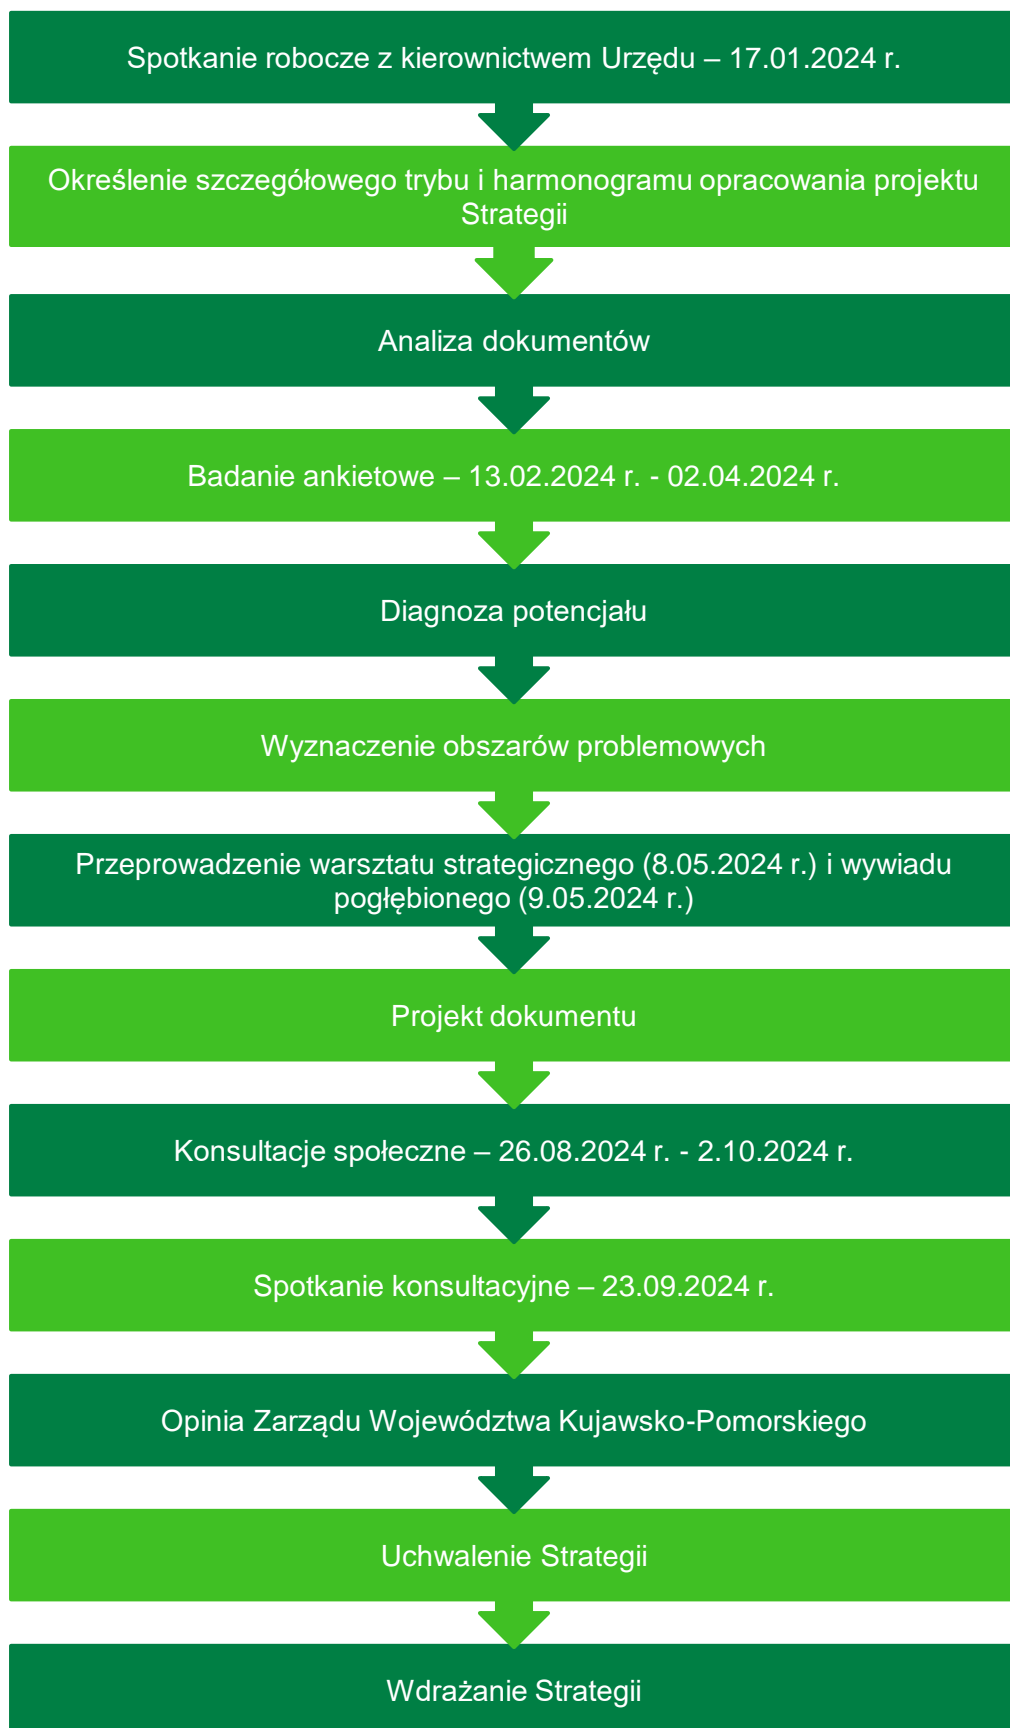 Spotkanie robocze z kierownictwem Urzędu – 17.01.2024 r.
Określenie szczegółowego trybu i harmonogramu opracowania projektu
Strategii
Analiza dokumentów
Badanie ankietowe – 13.02.2024 r. - 02.04.2024 r.
Diagnoza potencjału
Wyznaczenie obszarów problemowych
Przeprowadzenie warsztatu strategicznego (8.05.2024 r.) i wywiadu
pogłębionego (9.05.2024 r.)
Projekt dokumentu
Konsultacje społeczne – 26.08.2024 r. - 2.10.2024 r.
Spotkanie konsultacyjne – 23.09.2024 r.
Opinia Zarządu Województwa Kujawsko-Pomorskiego
Uchwalenie Strategii
Wdrażanie Strategii